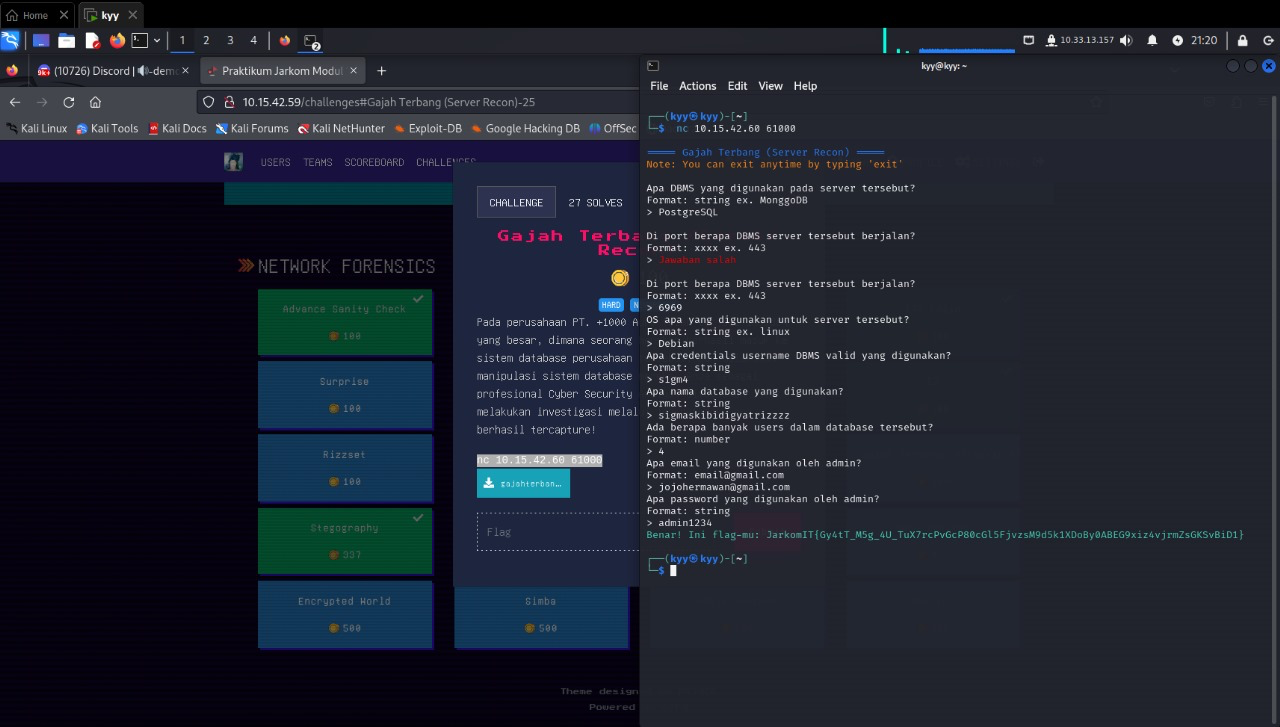 Home
kyy
1 2 3 4
2
10.33.13.157
21:20
(10726) Discord |
Praktikum Jarkom Modul
10.15.42.59/challenges#Gajah Terbang (Server Recon)-25
Kali Linux Kali Tools Kali Docs Kali Forums Kali NetHunter Exploit-DB Google Hacking DB OffSec
USERS TEAMS SCOREBOARD CHALLENGES
NETWORK FORENSICS
Advance Sanity Check
100
Surprise
100
Rizzset
100
Stegography
337
Encrypted World
500
Simba
500
CHALLENGE 27 SOLVES
Gajah Terba
Rec
HARD N
Pada perusahaan PT. +1000 A
yang besar, dimana seorang
sistem database perusahaan
manipulasi sistem database
profesional Cyber Security
melakukan investigasi melal
berhasil tercapture!
nc 10.15.42.60 61000
gajahterban...
Flag
Theme design
Powered
kyy@kyy: ~
File Actions Edit View Help
(kyy㉿kyy)-[~]
$ nc 10.15.42.60 61000
===== Gajah Terbang (Server Recon) =====
Note: You can exit anytime by typing 'exit'
Apa DBMS yang digunakan pada server tersebut?
Format: string ex. MonggoDB
> PostgreSQL
Di port berapa DBMS server tersebut berjalan?
Format: xxxx ex. 443
> Jawaban salah
Di port berapa DBMS server tersebut berjalan?
Format: xxxx ex. 443
> 6969
OS apa yang digunakan untuk server tersebut?
Format: string ex. linux
> Debian
Apa credentials username DBMS valid yang digunakan?
Format: string
> s1gm4
Apa nama database yang digunakan?
Format: string
> sigmaskibidigyatrizzzz
Ada berapa banyak users dalam database tersebut?
Format: number
> 4
Apa email yang digunakan oleh admin?
Format: email@gmail.com
> jojohermawan@gmail.com
Apa password yang digunakan oleh admin?
Format: string
> admin1234
Benar! Ini flag-mu: JarkomIT{Gy4tT_M5g_4U_TuX7rcPvGcP80cGl5FjvzsM9d5k1XDoBy0ABEG9xiz4vjrmZsGKSvBiD1}
(kyy㉿kyy)-[~]
$